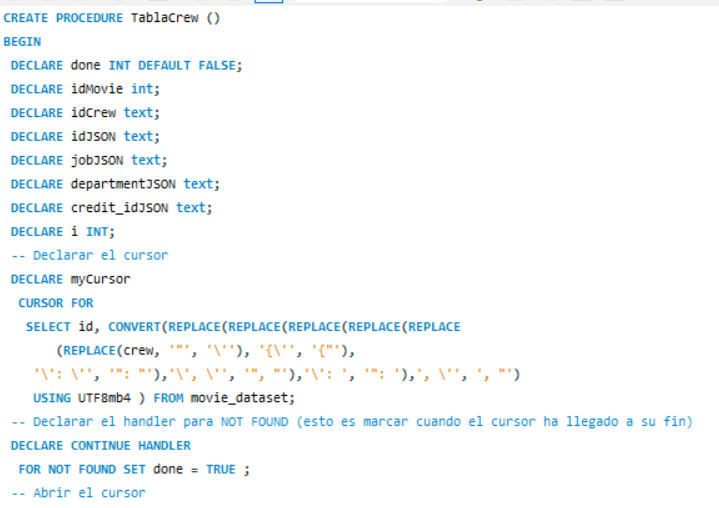 CREATE PROCEDURE TablaCrew ()
BEGIN
DECLARE done INT DEFAULT FALSE;
DECLARE idMovie int;
DECLARE idCrew text;
DECLARE idJSON text;
DECLARE jobJSON text;
DECLARE departmentJSON text;
DECLARE credit_idJSON text;
DECLARE i INT;
-- Declarar el cursor
DECLARE myCursor
CURSOR FOR
SELECT id, CONVERT(REPLACE(REPLACE(REPLACE(REPLACE(REPLACE
(REPLACE(crew, '"', '\''), '{\'', '{"'),
'\': \'', '": "'),'\', \'', '", "'),'\': ', '": '),', \'', ', "')
USING UTF8mb4 ) FROM movie_dataset;
-- Declarar el handler para NOT FOUND (esto es marcar cuando el cursor ha llegado a su fin)
DECLARE CONTINUE HANDLER
FOR NOT FOUND SET done = TRUE ;
-- Abrir el cursor